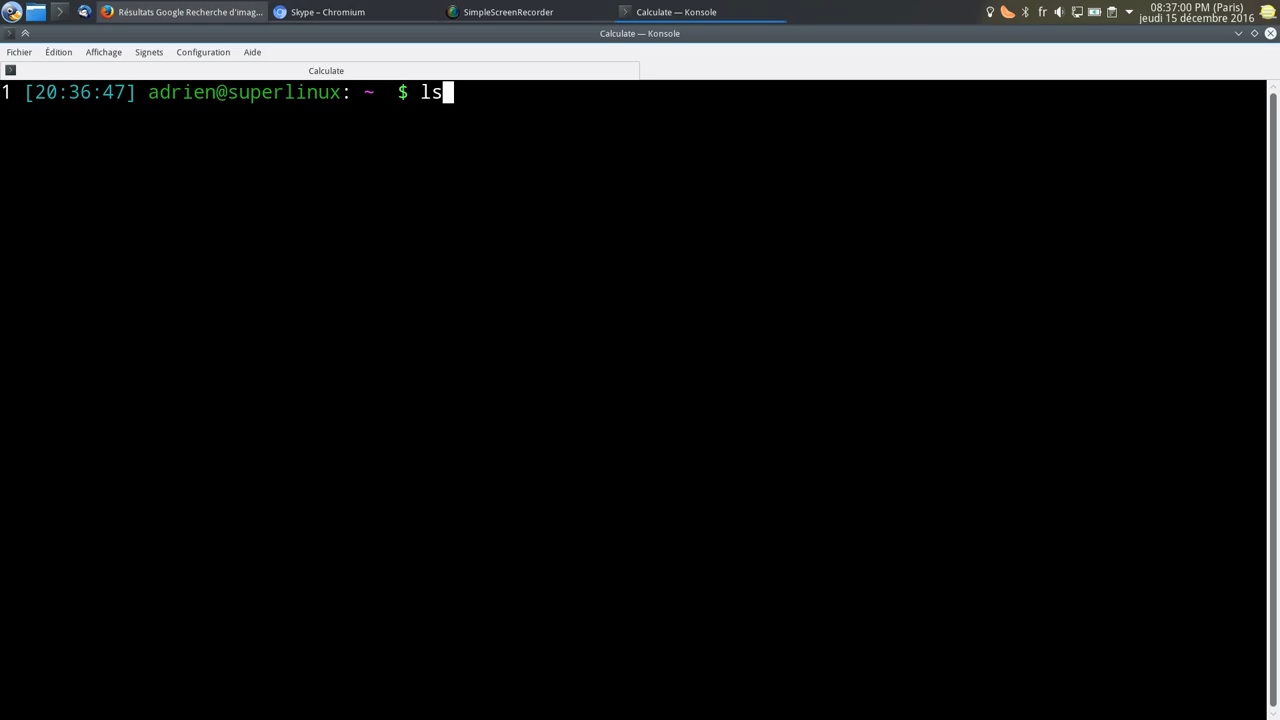 Résultats Google Recherche d'imag... Skype – Chromium SimpleScreenRecorder Calculate — Konsole fr 08:37:00 PM (Paris)
jeudi 15 décembre 2016
Calculate — Konsole
Fichier Édition Affichage Signets Configuration Aide
Calculate
1 [20:36:47] adrien@superlinux: ~ $ ls